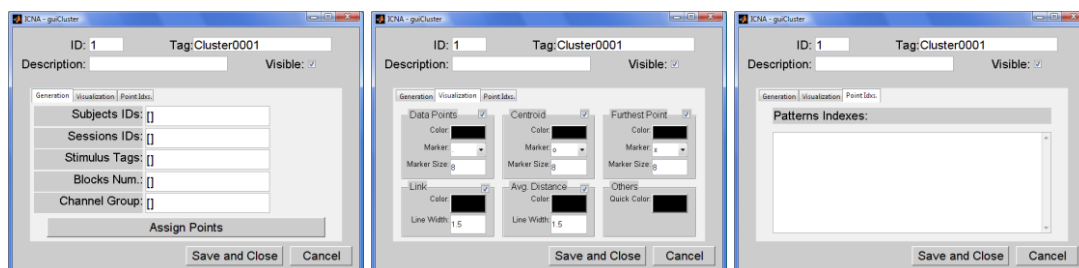 ICNA - guiCluster
ID: 1 Tag: Cluster0001
Description: Visible:
Generation Visualization Point Idxs.
Subjects IDs: []
Sessions IDs: []
Stimulus Tags: []
Blocks Num.: []
Channel Group: []
Assign Points
Save and Close Cancel
ICNA - guiCluster
ID: 1 Tag: Cluster0001
Description: Visible:
Generation Visualization Point Idxs.
Data Points Centroid Furthest Point
Color: Color: Color:
Marker: . Marker: o Marker: x
Marker Size: 8 Marker Size: 8 Marker Size: 8
Link Avg. Distance Others
Color: Color: Quick Color:
Line Width: 1.5 Line Width: 1.5
Save and Close Cancel
ICNA - guiCluster
ID: 1 Tag: Cluster0001
Description: Visible:
Generation Visualization Point Idxs.
Patterns Indexes:
Save and Close Cancel